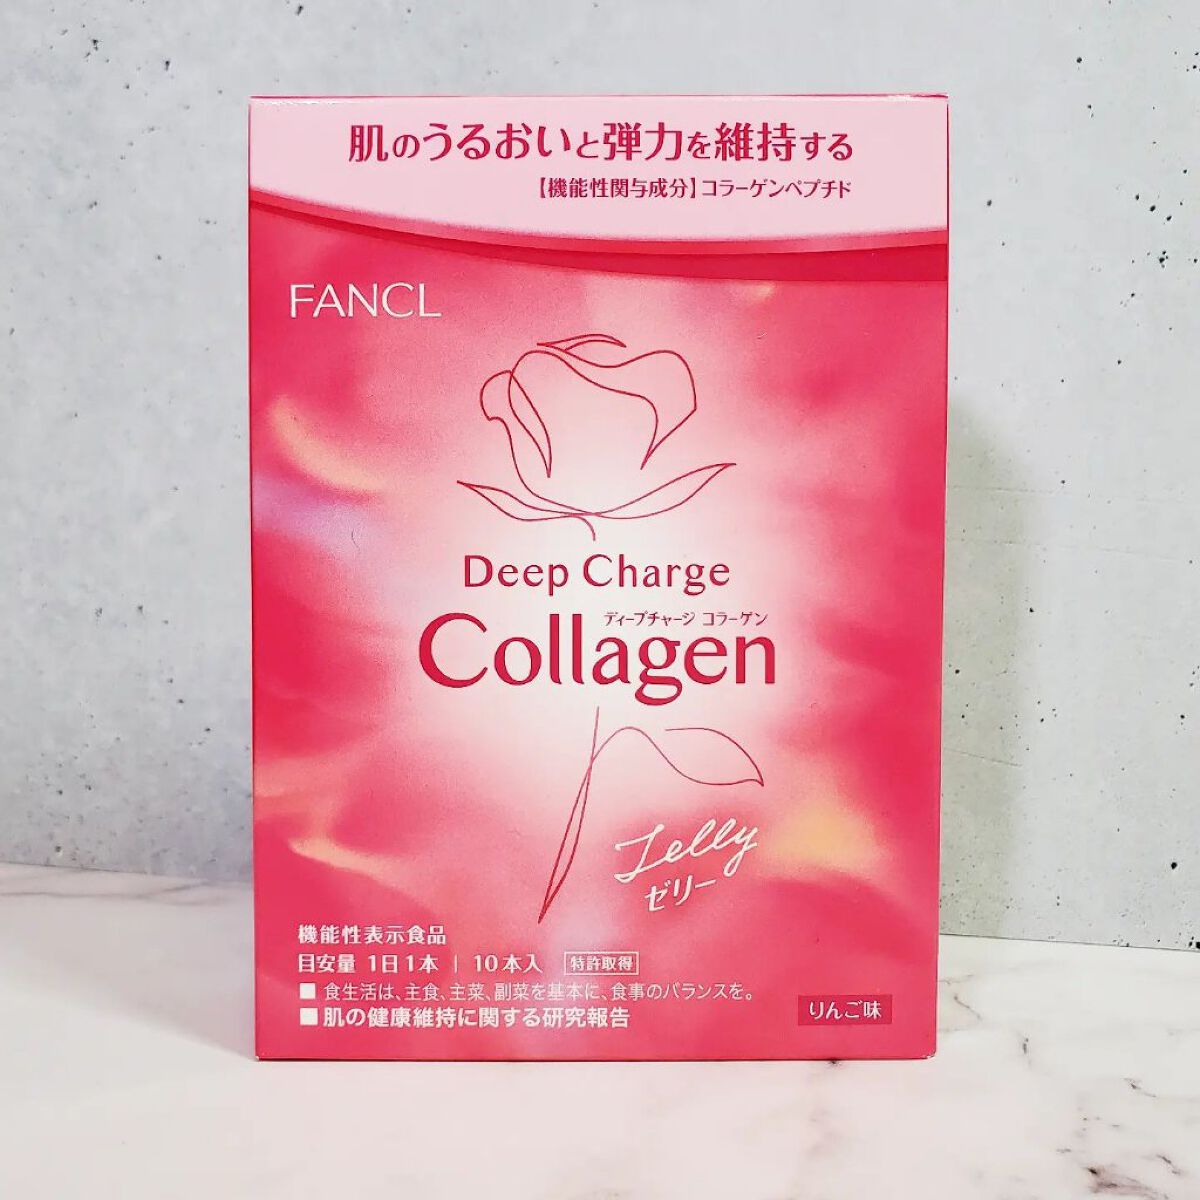 肌のうるおいと弾力を維持する
【機能性関与成分】コラーゲンペプチド
FANCL
Deep Charge
ディープチャージ コラーゲン
Collagen
Jelly
ゼリー
機能性表示食品
目安量 1日1本 | 10本入 特許取得
■ 食生活は、主食、主菜、副菜を基本に、食事のバランスを。
■肌の健康維持に関する研究報告
りんご味